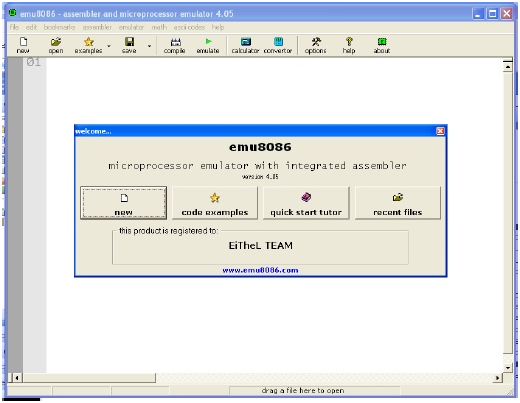 emu8086 - assembler and microprocessor emulator 4.05
file edit bookmarks assembler emulator math ascii codes help
new open examples save compile emulate calculator convertor options help about
01
welcome...
emu8086
microprocessor emulator with integrated assembler
version 4.05
new code examples quick start tutor recent files
this product is registered to:
EiTheL TEAM
www.emu8086.com
drag a file here to open